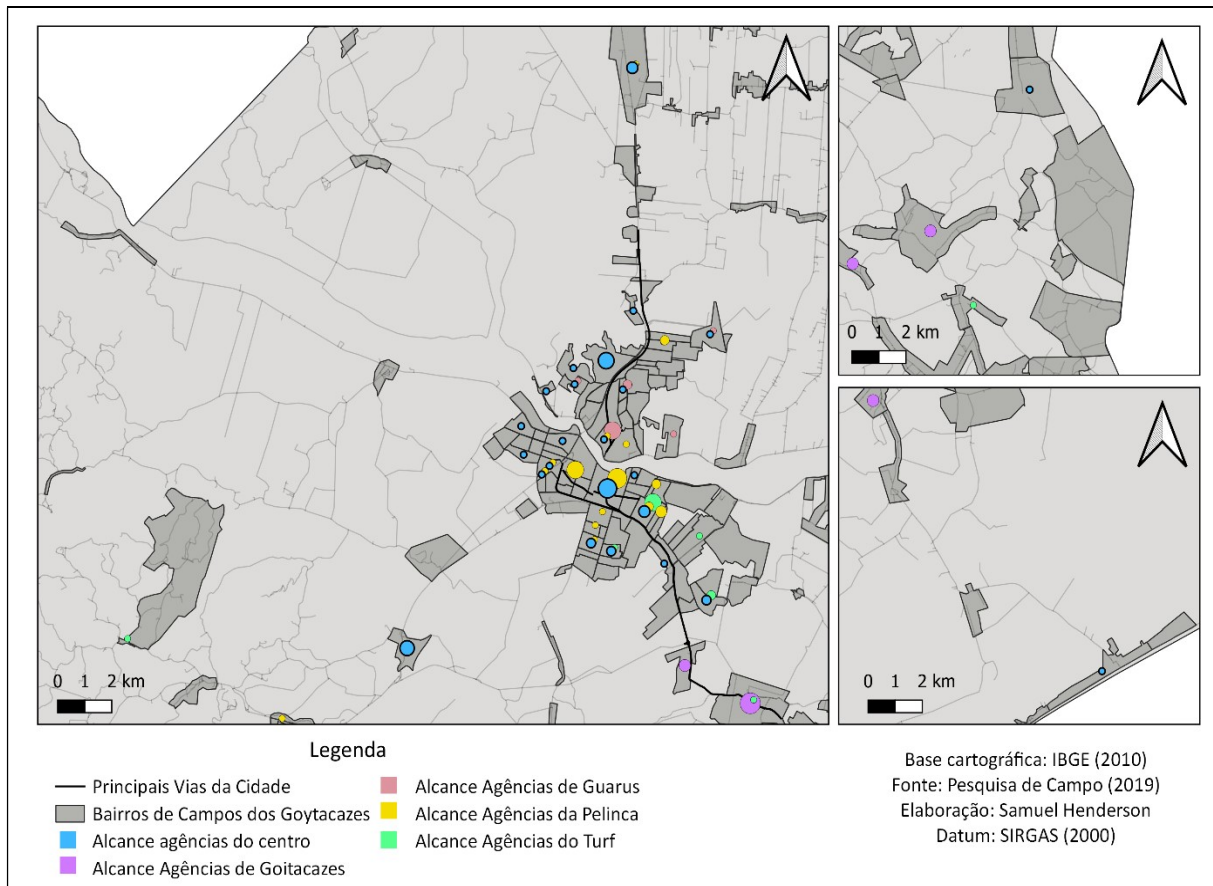 0 1 2 km
0 1 2 km
0 1 2 km
Legenda
Principais Vias da Cidade
Bairros de Campos dos Goytacazes
Alcance agências do centro
Alcance Agências de Goitacazes
Alcance Agências de Guarus
Alcance Agências da Pelinca
Alcance Agências do Turf
Base cartográfica: IBGE (2010)
Fonte: Pesquisa de Campo (2019)
Elaboração: Samuel Henderson
Datum: SIRGAS (2000)